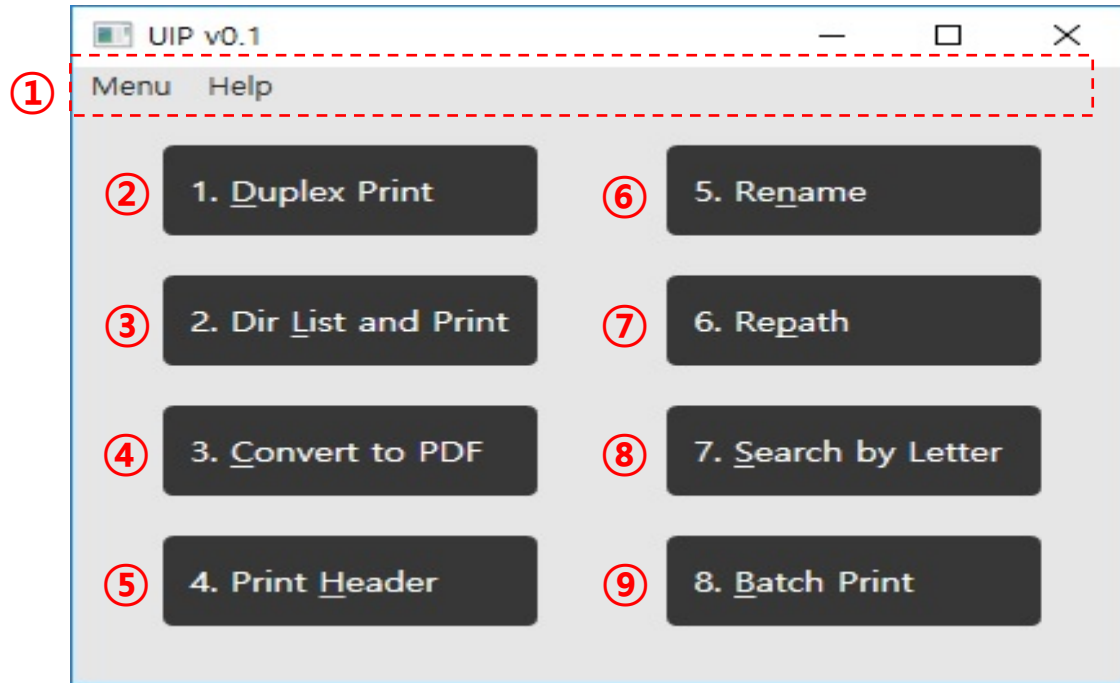 UIP v0.1
① Menu Help
② 1. Duplex Print
⑥ 5. Rename
③ 2. Dir List and Print
⑦ 6. Repath
④ 3. Convert to PDF
⑧ 7. Search by Letter
⑤ 4. Print Header
⑨ 8. Batch Print